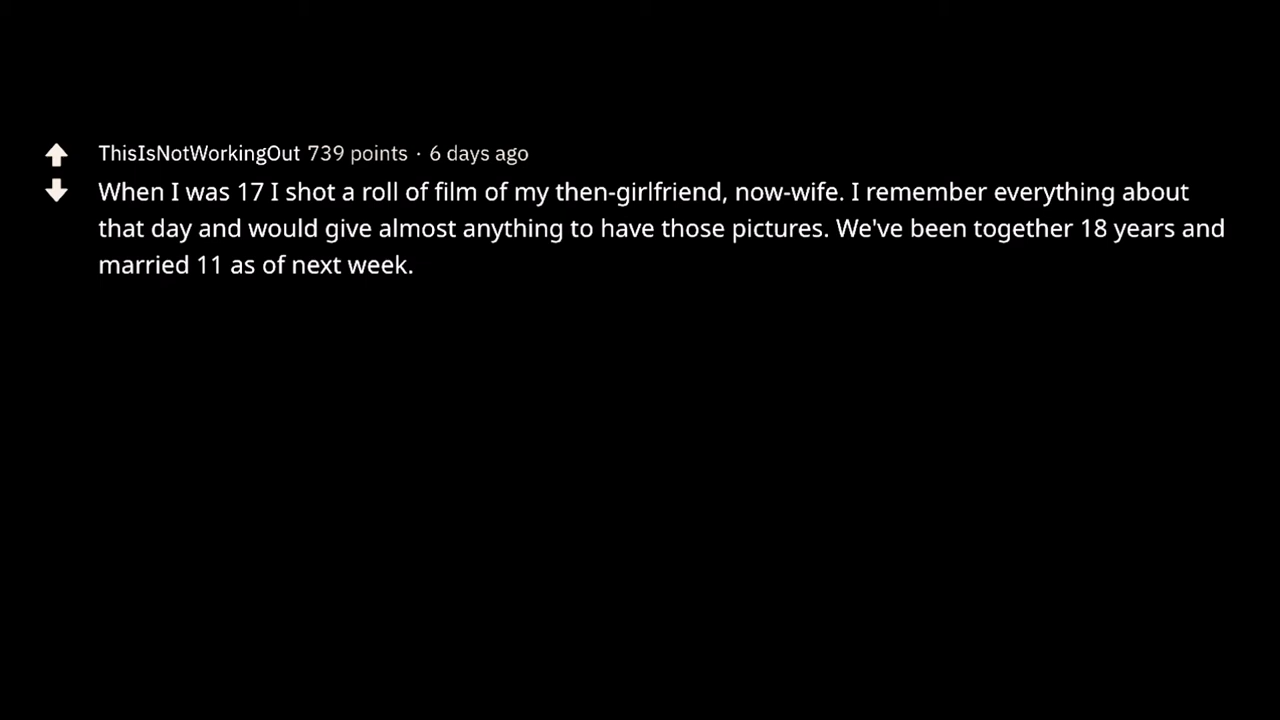 ThisIsNotWorkingOut 739 points · 6 days ago
When I was 17 I shot a roll of film of my then-girlfriend, now-wife. I remember everything about
that day and would give almost anything to have those pictures. We've been together 18 years and
married 11 as of next week.